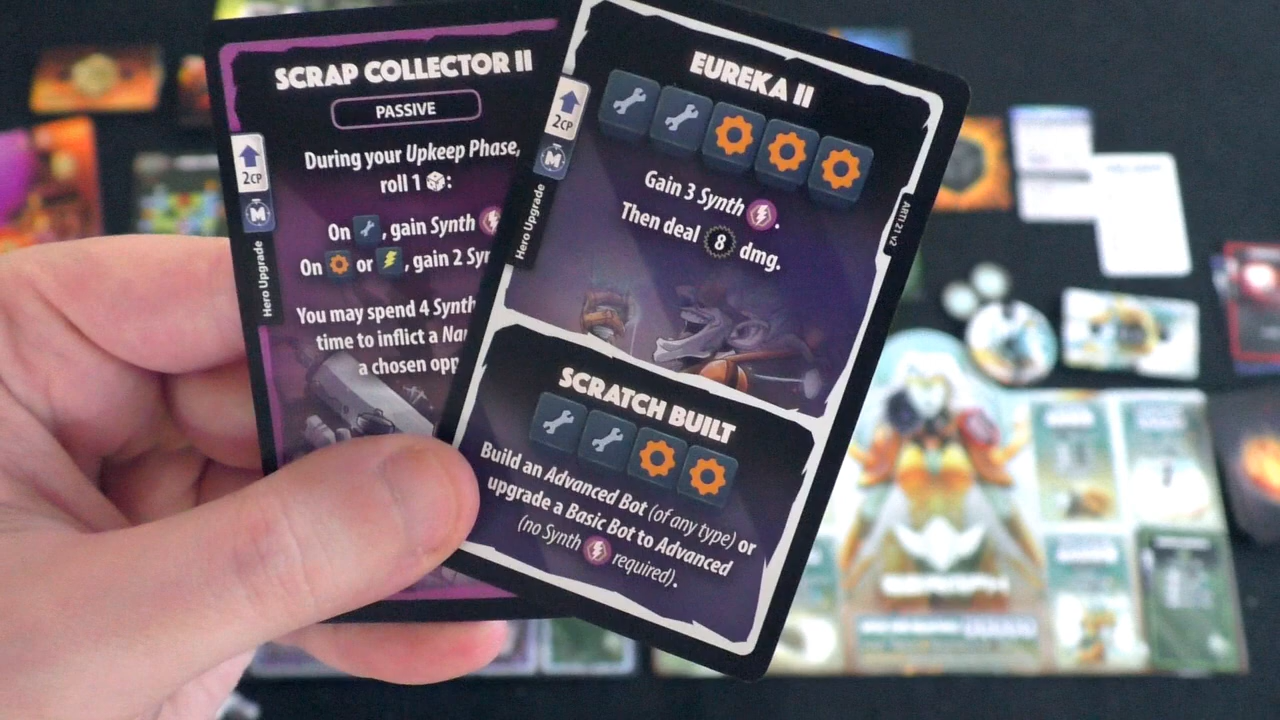 SCRAP COLLECTOR II
PASSIVE
During your Upkeep Phase,
roll 1 :
On , gain Synth
On or , gain 2
You may spend 4 Synth
time to inflict a
a chosen
2CP
M
Hero Upgrade
EUREKA II
2CP
M
Hero Upgrade
Gain 3 Synth .
Then deal 8 dmg.
ART121 v2
SCRATCH BUILT
Build an Advanced Bot (of any type) or
upgrade a Basic Bot to Advanced
(no Synth required).